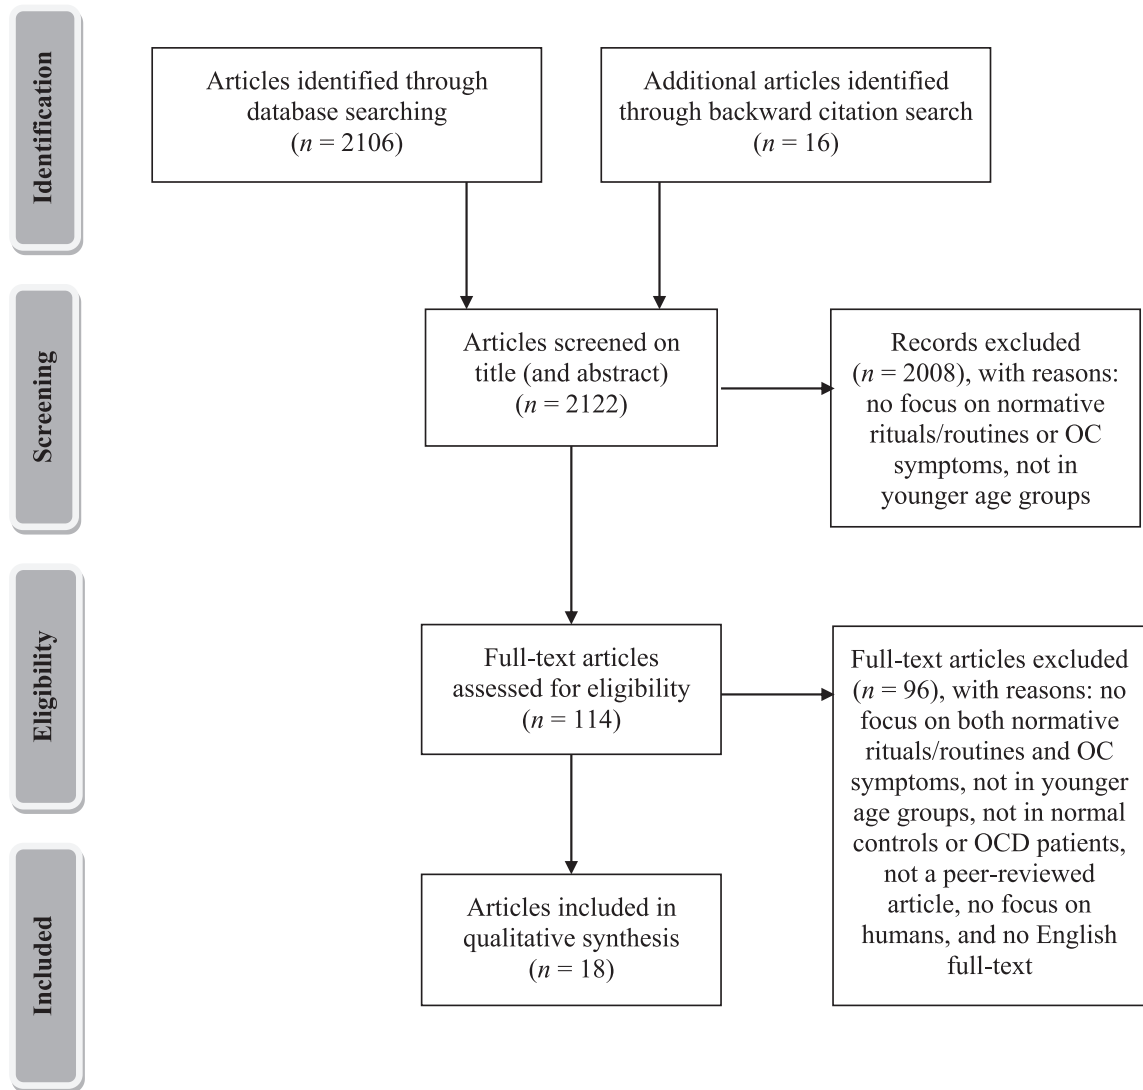 Identification
Articles identified through
database searching
(n = 2106)
Additional articles identified
through backward citation search
(n = 16)
Screening
Articles screened on
title (and abstract)
(n = 2122)
Records excluded
(n = 2008), with reasons:
no focus on normative
rituals/routines or OC
symptoms, not in
younger age groups
Eligibility
Full-text articles
assessed for eligibility
(n = 114)
Full-text articles excluded
(n = 96), with reasons: no
focus on both normative
rituals/routines and OC
symptoms, not in younger
age groups, not in normal
controls or OCD patients,
not a peer-reviewed
article, no focus on
humans, and no English
full-text
Included
Articles included in
qualitative synthesis
(n = 18)